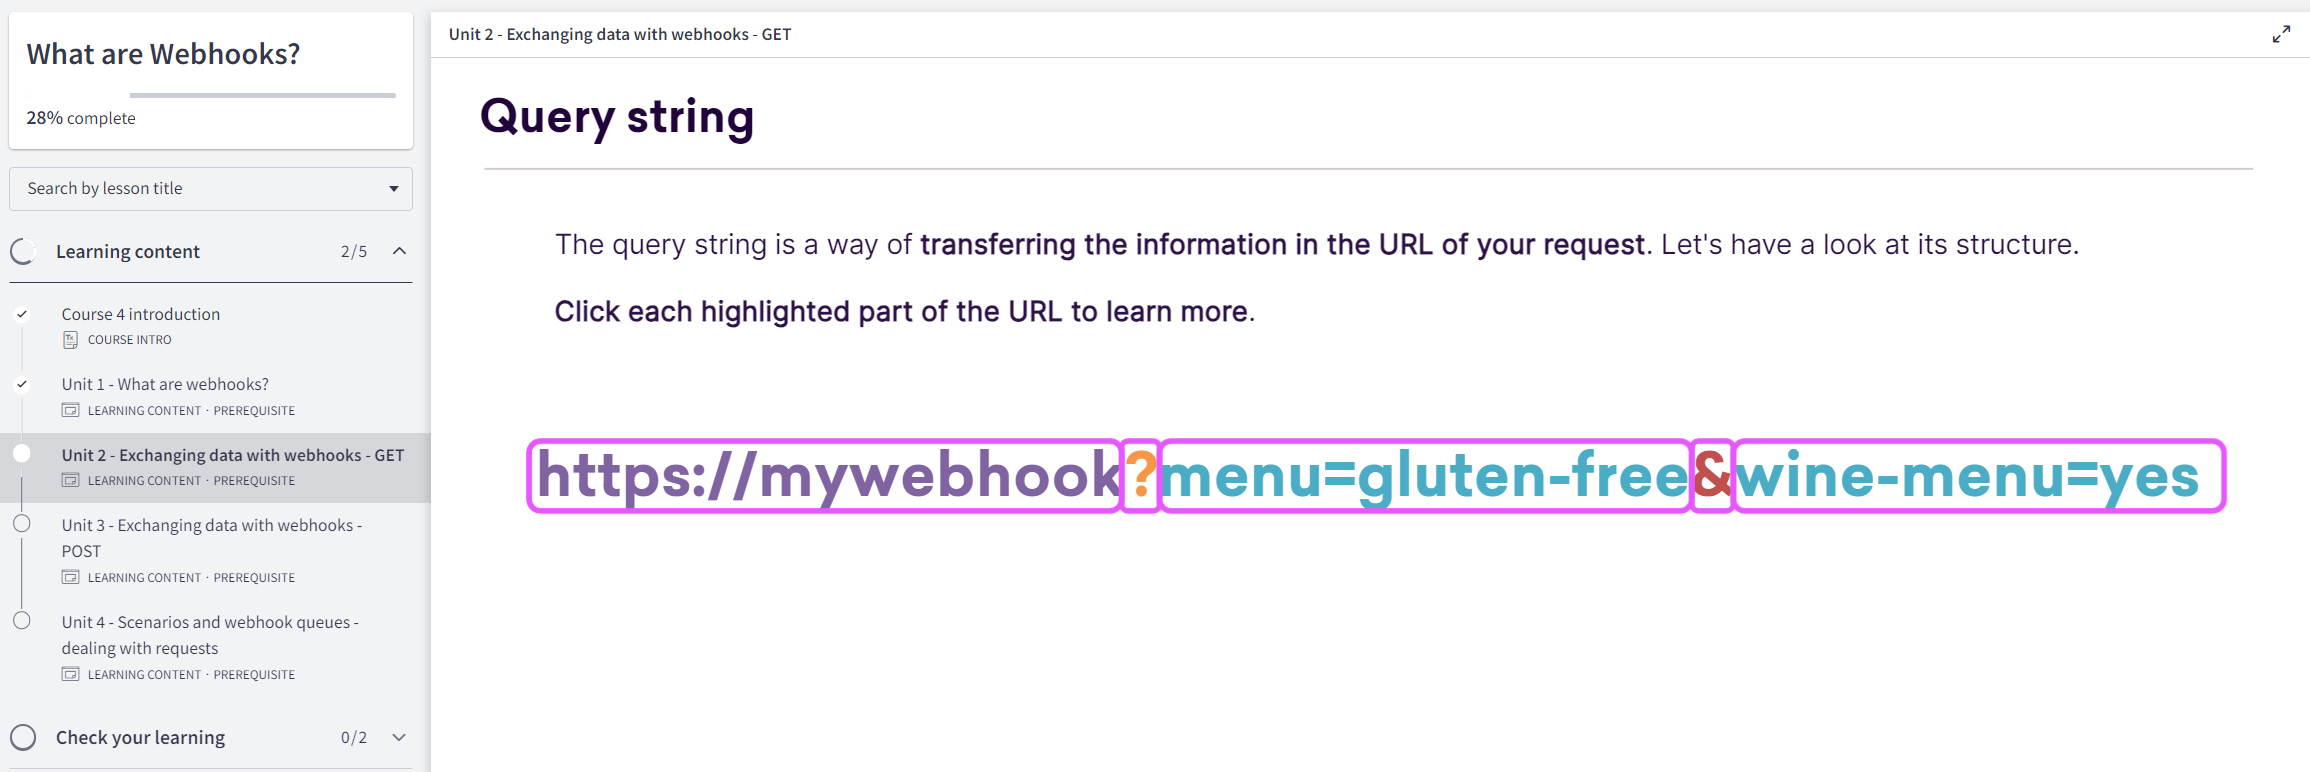 What are Webhooks?
28% complete
Search by lesson title
Learning content 2/5
Course 4 introduction
COURSE INTRO
Unit 1 - What are webhooks?
LEARNING CONTENT · PREREQUISITE
Unit 2 - Exchanging data with webhooks - GET
LEARNING CONTENT · PREREQUISITE
Unit 3 - Exchanging data with webhooks -
POST
LEARNING CONTENT · PREREQUISITE
Unit 4 - Scenarios and webhook queues -
dealing with requests
LEARNING CONTENT · PREREQUISITE
Check your learning 0/2
Unit 2 - Exchanging data with webhooks - GET
Query string
The query string is a way of transferring the information in the URL of your request. Let's have a look at its structure.
Click each highlighted part of the URL to learn more.
https://mywebhook?menu=gluten-free&wine-menu=yes